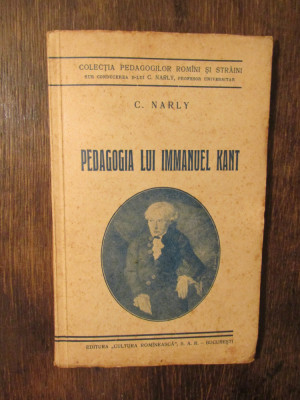 COLECȚIA PEDAGOGILOR ROMÎNI ȘI STRĂINI
SUB CONDUCEREA D-LUI C. NARLY, PROFESOR UNIVERSITAR
C. NARLY
PEDAGOGIA LUI IMMANUEL KANT
EDITURA „CULTURA ROMÎNEASCĂ", S. A. R. - BUCUREȘTI